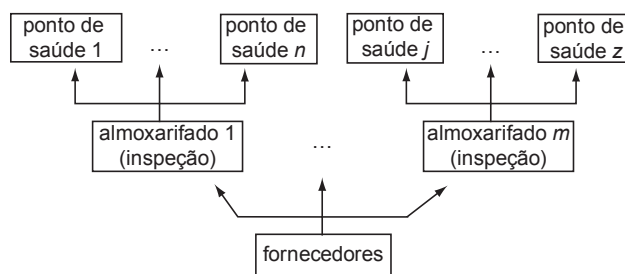 ponto de
saúde 1
...
ponto de
saúde n
ponto de
saúde j
...
ponto de
saúde z
almoxarifado 1
(inspeção)
...
almoxarifado m
(inspeção)
fornecedores